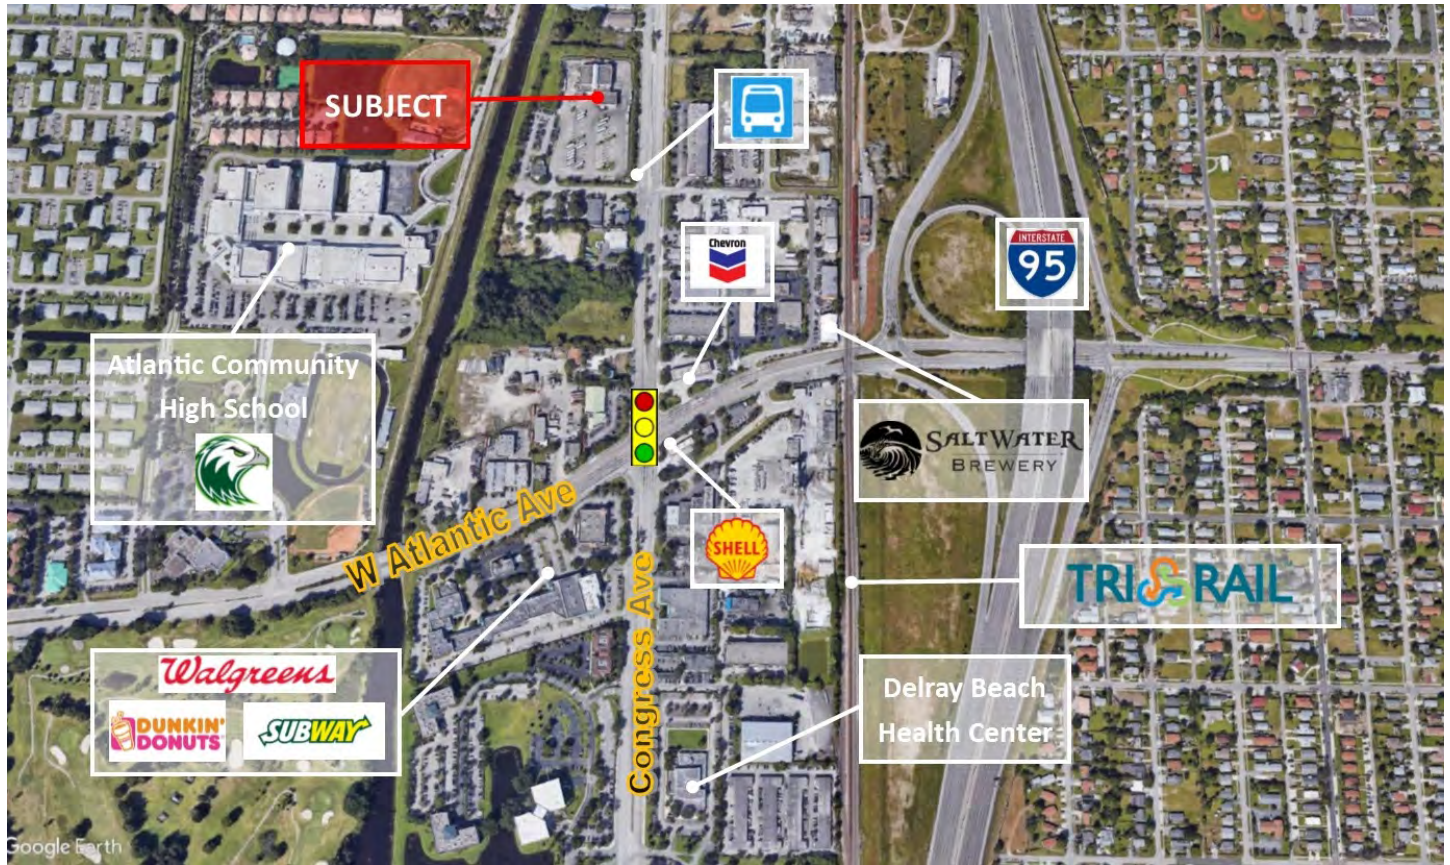 SUBJECT
Chevron
INTERSTATE
95
Atlantic Community
High School
SALTWATER
BREWERY
W Atlantic Ave
SHELL
TRI RAIL
Congress Ave
Walgreens
DUNKIN'
DONUTS
SUBWAY
Delray Beach
Health Center
Google Earth